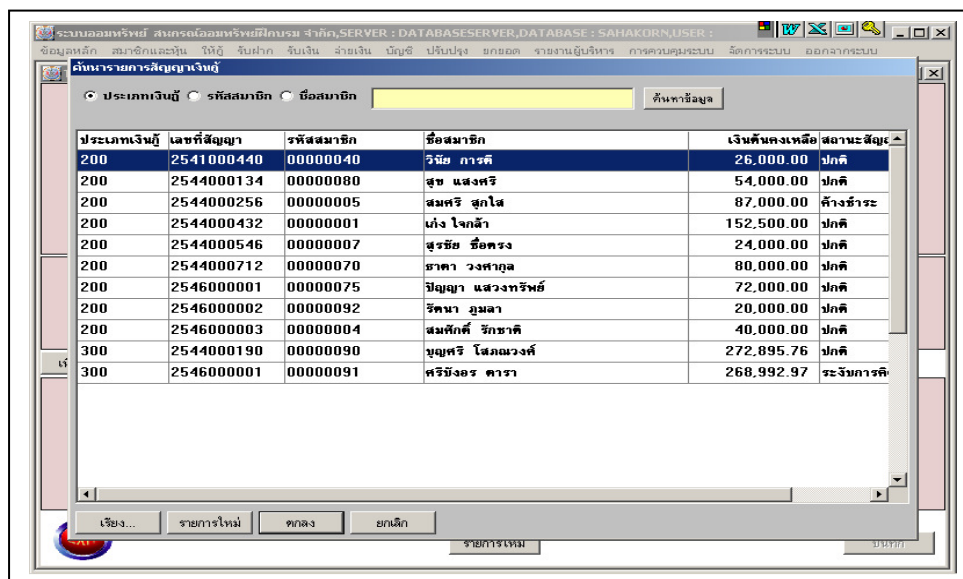 ระบบออมทรัพย์ สหกรณ์ออมทรัพย์ฝึกอบรม จำกัด,SERVER : DATABASESERVER,DATABASE : SAHAKORN,USER :
ข้อมูลหลัก สมาชิกและหุ้น ให้กู้ รับฝาก รับเงิน จ่ายเงิน บัญชี ปรับปรุง ยกยอด รายงานผู้บริหาร การควบคุมระบบ จัดการระบบ ออกจากระบบ
ค้นหารายการสัญญาเงินกู้
ประเภทเงินกู้ รหัสสมาชิก ชื่อสมาชิก ค้นหาข้อมูล
ประเภทเงินกู้ เลขที่สัญญา รหัสสมาชิก ชื่อสมาชิก เงินต้นคงเหลือ สถานะสัญญ
200 2541000440 00000040 วินัย การดี 26,000.00 ปกติ
200 2544000134 00000080 สุข แสงศรี 54,000.00 ปกติ
200 2544000256 00000005 สมศรี สุกใส 87,000.00 ค้างชำระ
200 2544000432 00000001 เก่ง ใจกล้า 152,500.00 ปกติ
200 2544000546 00000007 สุรชัย ซื่อตรง 24,000.00 ปกติ
200 2544000712 00000070 ธาดา วงศากุล 80,000.00 ปกติ
200 2546000001 00000075 ปัญญา แสวงทรัพย์ 72,000.00 ปกติ
200 2546000002 00000092 รัตนา ภูมลา 20,000.00 ปกติ
200 2546000003 00000004 สมศักดิ์ รักชาติ 40,000.00 ปกติ
300 2544000190 00000090 บุญศรี โสภณวงศ์ 272,895.76 ปกติ
300 2546000001 00000091 ศรีบังอร ดารา 268,992.97 ระงับการติ
เรียง... รายการใหม่ ตกลง ยกเลิก
รายการใหม่ บันทึก